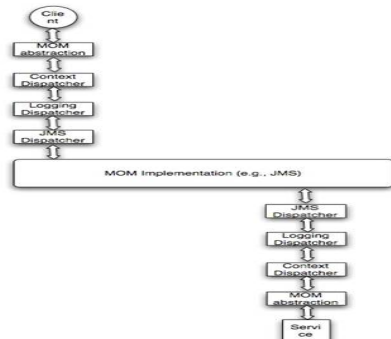 Clie
nt
MOM
abstraction
Context
Dispatcher
Logging
Dispatcher
JMS
Dispatcher
MOM Implementation (e.g., JMS)
JMS
Dispatcher
Logging
Dispatcher
Context
Dispatcher
MOM
abstraction
Servi
ce